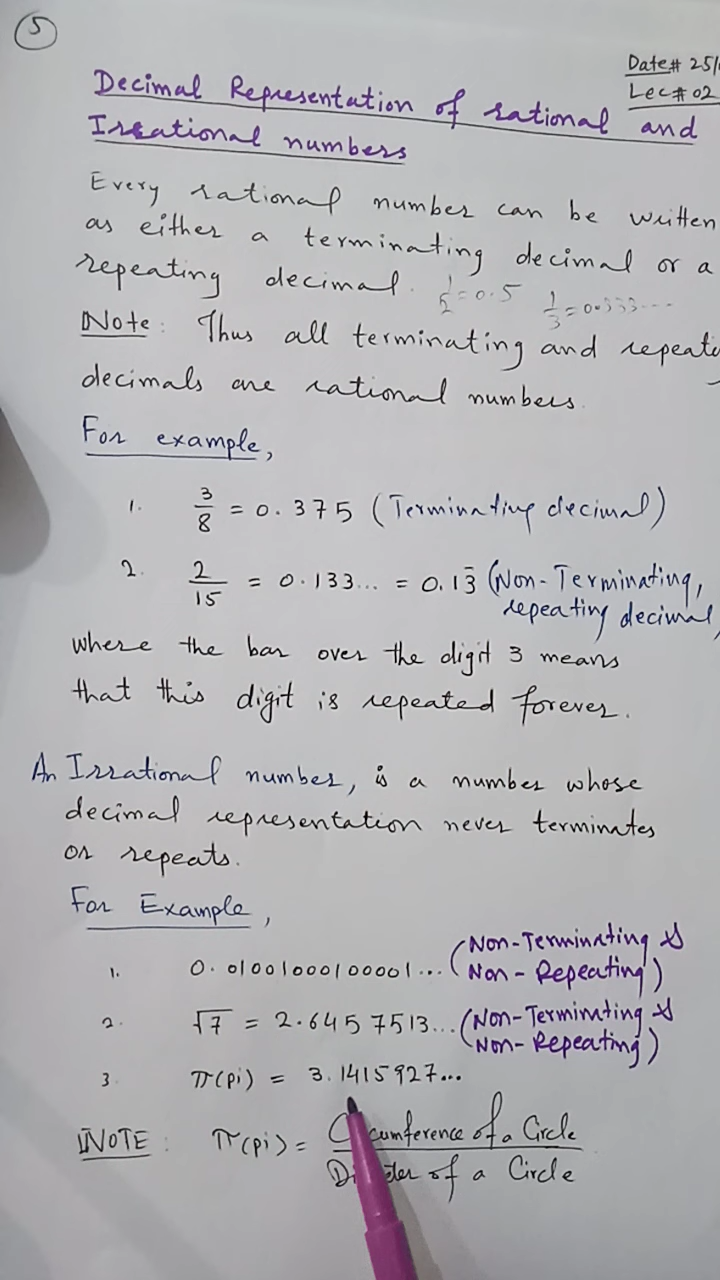 5
Date# 25/
Lec# 02
Decimal Representation of rational and
Irrational numbers
Every rational number can be written
as either a terminating decimal or a
repeating decimal. 1/2 = 0.5 1/3 = 0.333...
Note: Thus all terminating and repeati
decimals are rational numbers.
For example,
1. 3/8 = 0.375 (Terminating decimal)
2. 2/15 = 0.133... = 0.13̄ (Non-Terminating,
repeating decimal,
where the bar over the digit 3 means
that this digit is repeated forever.
An Irrational number, is a number whose
decimal representation never terminates
or repeats.
For Example,
1. 0.01001000100001... (Non-Terminating &
Non-Repeating)
2. √7 = 2.6457513... (Non-Terminating &
Non-Repeating)
3. π(pi) = 3.1415927...
NOTE: π(pi) = Circumference of a Circle
Diameter of a Circle